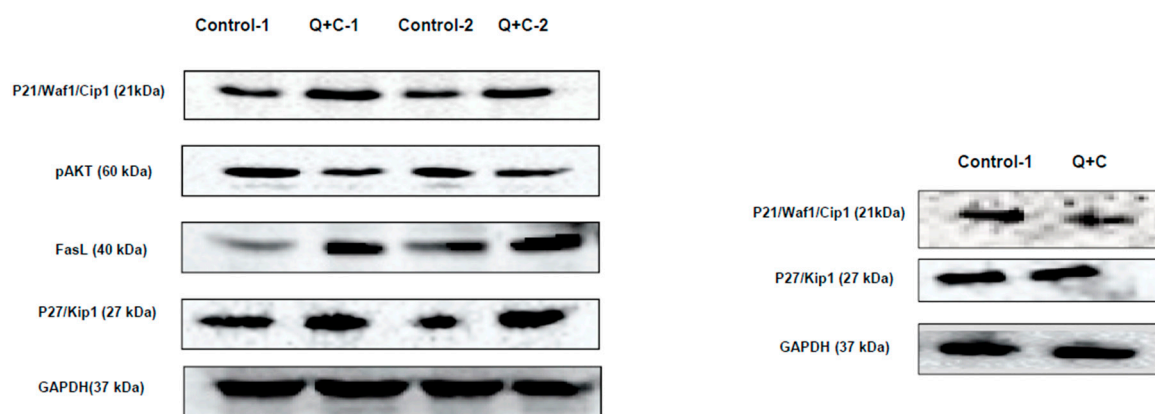 Control-1 Q+C-1 Control-2 Q+C-2
P21/Waf1/Cip1 (21kDa)
pAKT (60 kDa)
FasL (40 kDa)
P27/Kip1 (27 kDa)
GAPDH(37 kDa)
Control-1 Q+C
P21/Waf1/Cip1 (21kDa)
P27/Kip1 (27 kDa)
GAPDH (37 kDa)